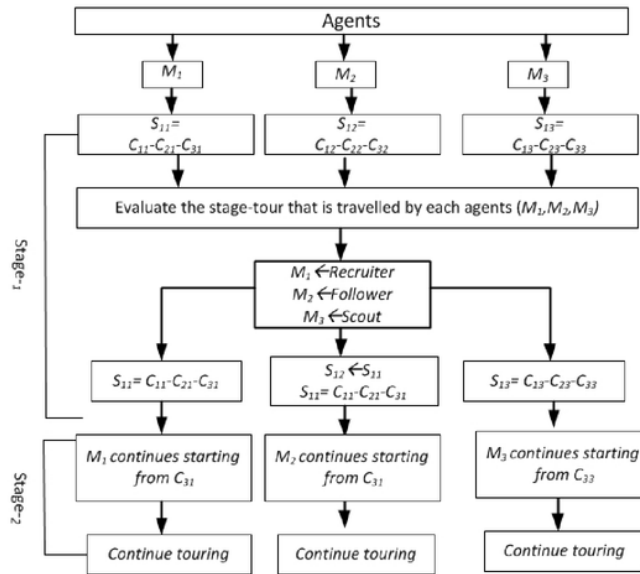 Agents
M₁ M₂ M₃
S₁₁= S₁₂= S₁₃=
C₁₁-C₂₁-C₃₁ C₁₂-C₂₂-C₃₂ C₁₃-C₂₃-C₃₃
Evaluate the stage-tour that is travelled by each agents (M₁,M₂,M₃)
Stage-₁
M₁ ←Recruiter
M₂ ←Follower
M₃ ←Scout
S₁₁= C₁₁-C₂₁-C₃₁
S₁₂ ←S₁₁
S₁₁= C₁₁-C₂₁-C₃₁
S₁₃= C₁₃-C₂₃-C₃₃
Stage-₂
M₁ continues starting
from C₃₁
M₂ continues starting
from C₃₁
M₃ continues starting
from C₃₃
Continue touring
Continue touring
Continue touring